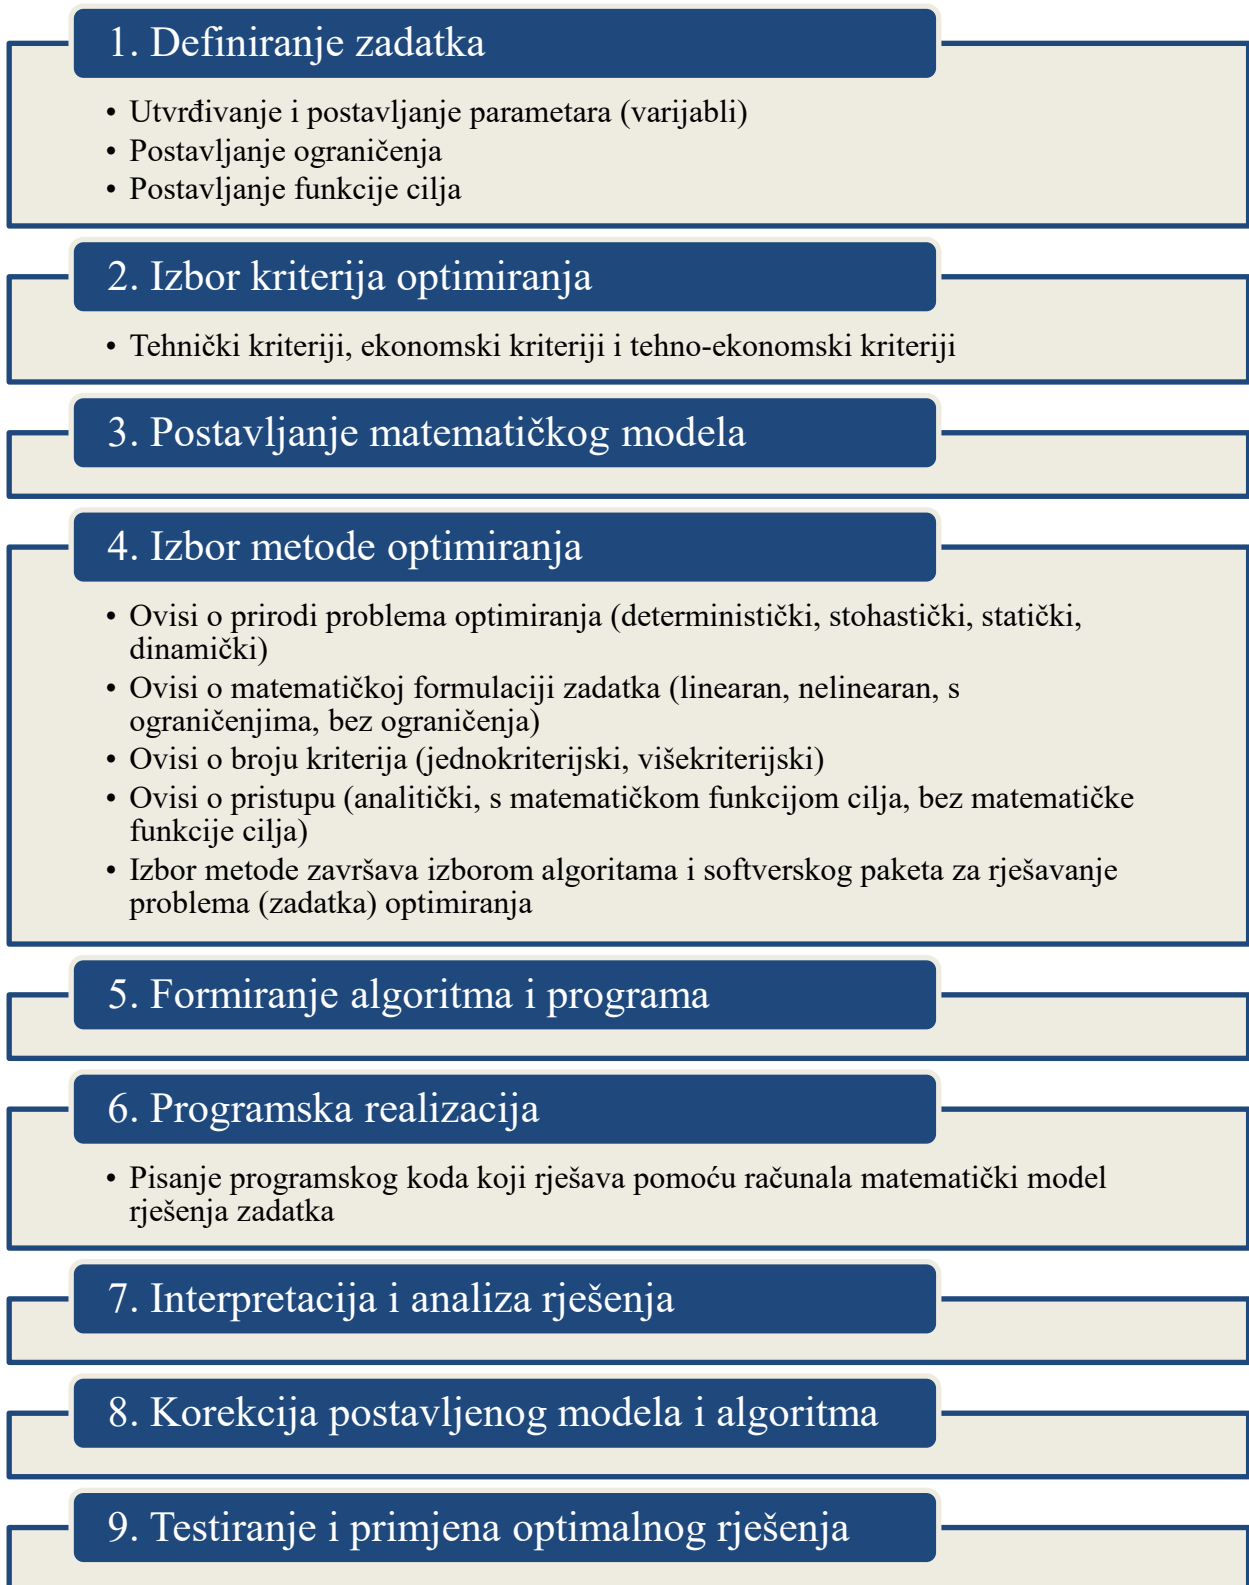 1. Definiranje zadatka
• Utvrđivanje i postavljanje parametara (varijabli)
• Postavljanje ograničenja
• Postavljanje funkcije cilja
2. Izbor kriterija optimiranja
• Tehnički kriteriji, ekonomski kriteriji i tehno-ekonomski kriteriji
3. Postavljanje matematičkog modela
4. Izbor metode optimiranja
• Ovisi o prirodi problema optimiranja (deterministički, stohastički, statički,
dinamički)
• Ovisi o matematičkoj formulaciji zadatka (linearan, nelinearan, s
ograničenjima, bez ograničenja)
• Ovisi o broju kriterija (jednokriterijski, višekriterijski)
• Ovisi o pristupu (analitički, s matematičkom funkcijom cilja, bez matematičke
funkcije cilja)
• Izbor metode završava izborom algoritama i softverskog paketa za rješavanje
problema (zadatka) optimiranja
5. Formiranje algoritma i programa
6. Programska realizacija
• Pisanje programskog koda koji rješava pomoću računala matematički model
rješenja zadatka
7. Interpretacija i analiza rješenja
8. Korekcija postavljenog modela i algoritma
9. Testiranje i primjena optimalnog rješenja